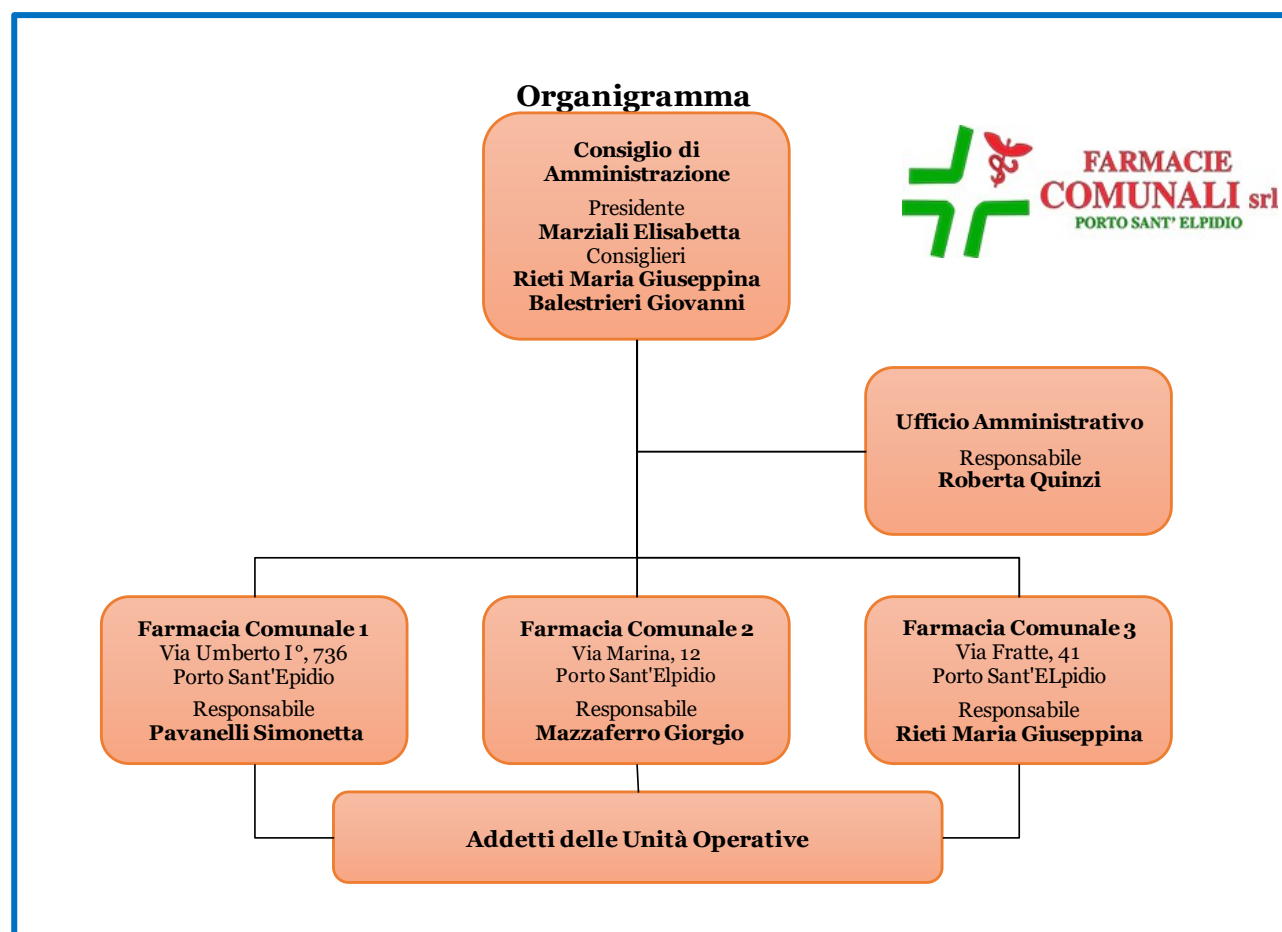 Organigramma
Consiglio di
Amministrazione
Presidente
Marziali Elisabetta
Consiglieri
Rieti Maria Giuseppina
Balestrieri Giovanni
FARMACIE
COMUNALI srl
PORTO SANT' ELPIDIO
Ufficio Amministrativo
Responsabile
Roberta Quinzi
Farmacia Comunale 1
Via Umberto I°, 736
Porto Sant'Epidio
Responsabile
Pavanelli Simonetta
Farmacia Comunale 2
Via Marina, 12
Porto Sant'Elpidio
Responsabile
Mazzaferro Giorgio
Farmacia Comunale 3
Via Fratte, 41
Porto Sant'ELpidio
Responsabile
Rieti Maria Giuseppina
Addetti delle Unità Operative